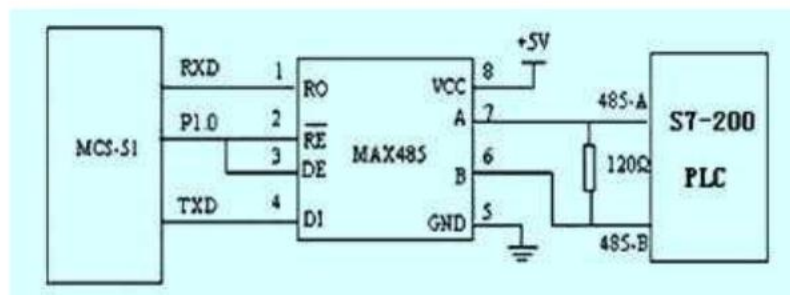 MCS-51
RXD
P1.0
TXD
1
2
3
4
RO
RE
DE
DI
MAX485
VCC
A
B
GND
8
7
6
5
+5V
485-A
120Ω
485-B
S7-200
PLC